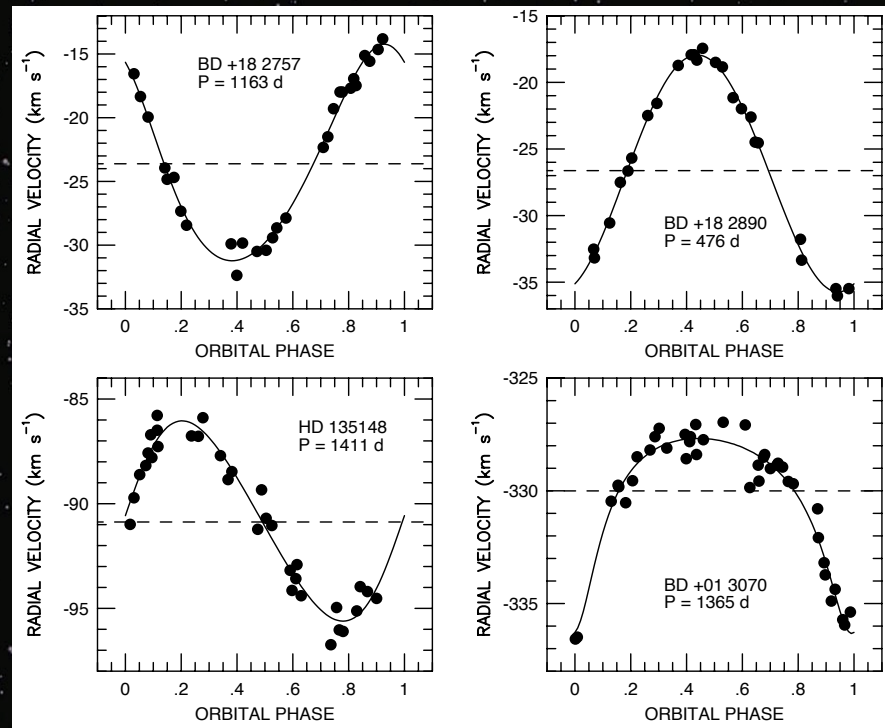 BD +18 2757
P = 1163 d
-15
-20
-25
-30
-35
RADIAL VELOCITY (km s⁻¹)
0 .2 .4 .6 .8 1
ORBITAL PHASE
BD +18 2890
P = 476 d
-15
-20
-25
-30
-35
RADIAL VELOCITY (km s⁻¹)
0 .2 .4 .6 .8 1
ORBITAL PHASE
HD 135148
P = 1411 d
-85
-90
-95
RADIAL VELOCITY (km s⁻¹)
0 .2 .4 .6 .8 1
ORBITAL PHASE
BD +01 3070
P = 1365 d
-325
-330
-335
RADIAL VELOCITY (km s⁻¹)
0 .2 .4 .6 .8 1
ORBITAL PHASE